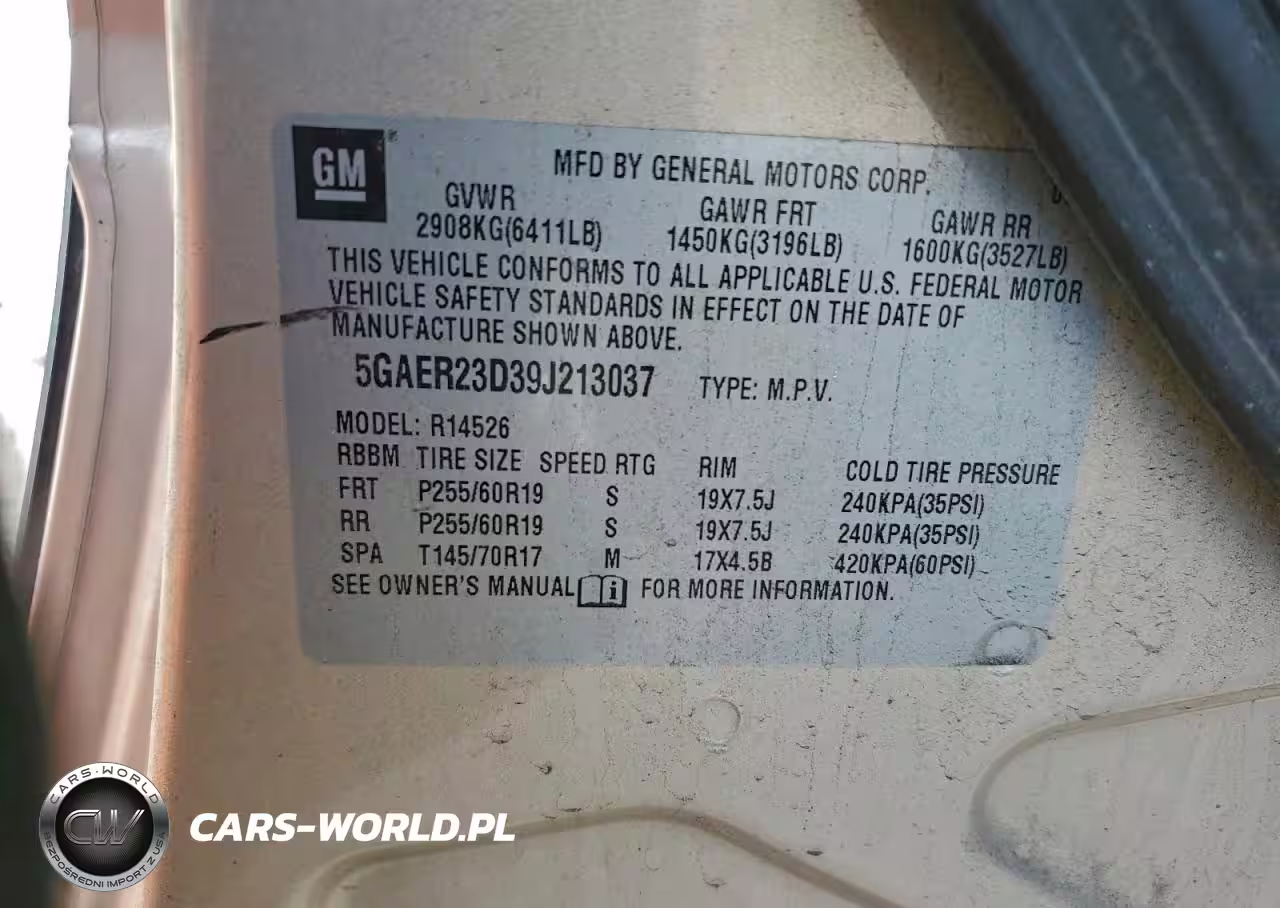 GM
MFD BY GENERAL MOTORS CORP.
GVWR GAWR FRT GAWR RR
2908KG(6411LB) 1450KG(3196LB) 1600KG(3527LB)
THIS VEHICLE CONFORMS TO ALL APPLICABLE U.S. FEDERAL MOTOR
VEHICLE SAFETY STANDARDS IN EFFECT ON THE DATE OF
MANUFACTURE SHOWN ABOVE.
5GAER23D39J213037 TYPE: M.P.V.
MODEL: R14526
RBBM TIRE SIZE SPEED RTG RIM COLD TIRE PRESSURE
FRT P255/60R19 S 19X7.5J 240KPA(35PSI)
RR P255/60R19 S 19X7.5J 240KPA(35PSI)
SPA T145/70R17 M 17X4.5B 420KPA(60PSI)
SEE OWNER'S MANUAL i FOR MORE INFORMATION.
CARS-WORLD
CW
BEZPOŚREDNI IMPORT Z USA
CARS-WORLD.PL